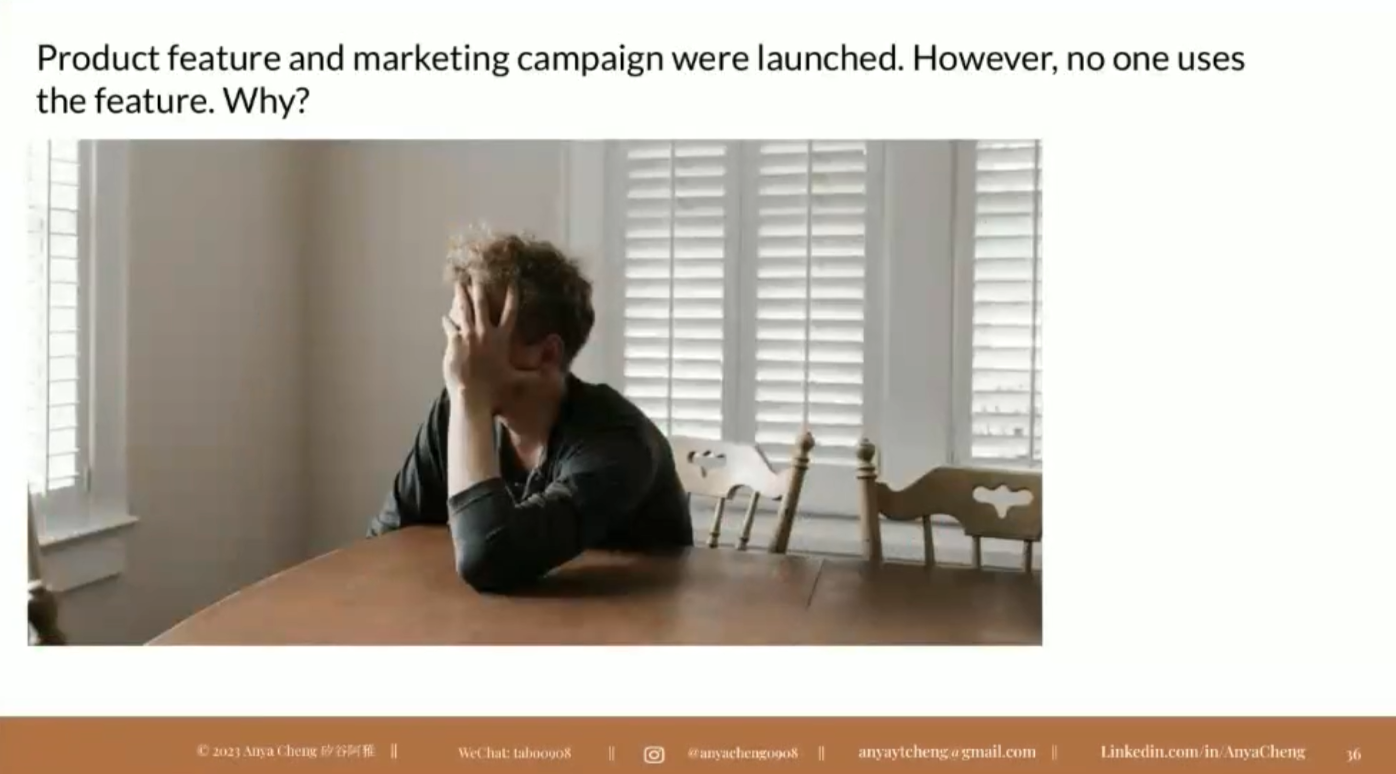 Product feature and marketing campaign were launched. However, no one uses
the feature. Why?
© 2023 Anya Cheng 矽谷阿雅 || WeChat: tab00908 || @anyacheng0908 || anyaytcheng@gmail.com || Linkedin.com/in/AnyaCheng 36